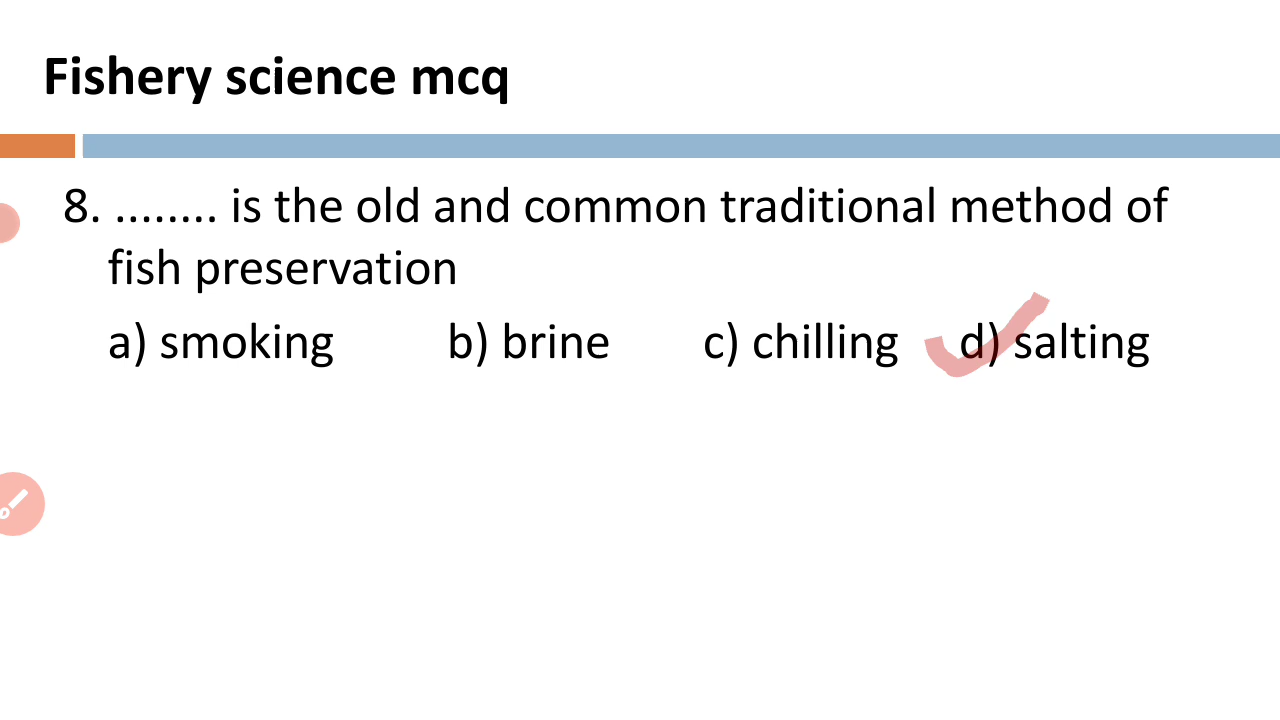 Fishery science mcq
8. ........ is the old and common traditional method of
fish preservation
a) smoking b) brine c) chilling d) salting